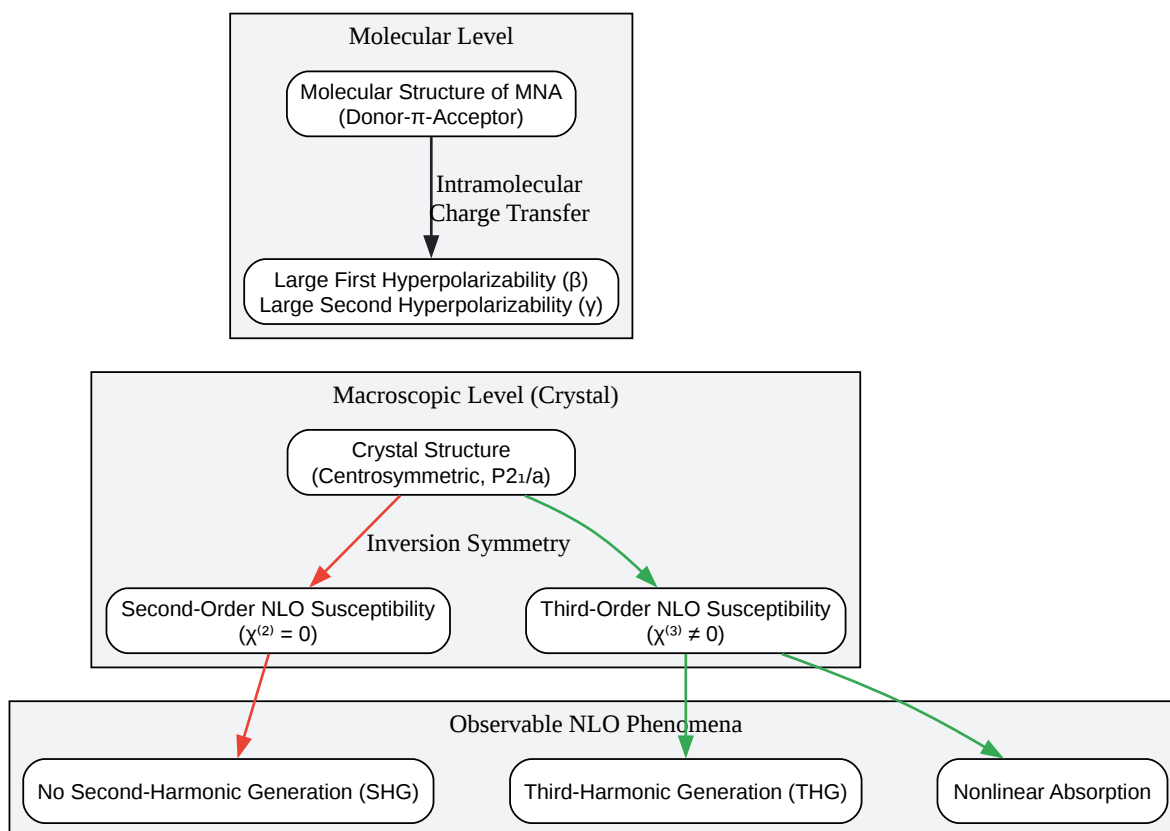 Molecular Level
Molecular Structure of MNA
(Donor-π-Acceptor)
Intramolecular
Charge Transfer
Large First Hyperpolarizability (β)
Large Second Hyperpolarizability (γ)
Macroscopic Level (Crystal)
Crystal Structure
(Centrosymmetric, P2₁/a)
Inversion Symmetry
Second-Order NLO Susceptibility
(χ⁽²⁾ = 0)
Third-Order NLO Susceptibility
(χ⁽³⁾ ≠ 0)
Observable NLO Phenomena
No Second-Harmonic Generation (SHG)
Third-Harmonic Generation (THG)
Nonlinear Absorption